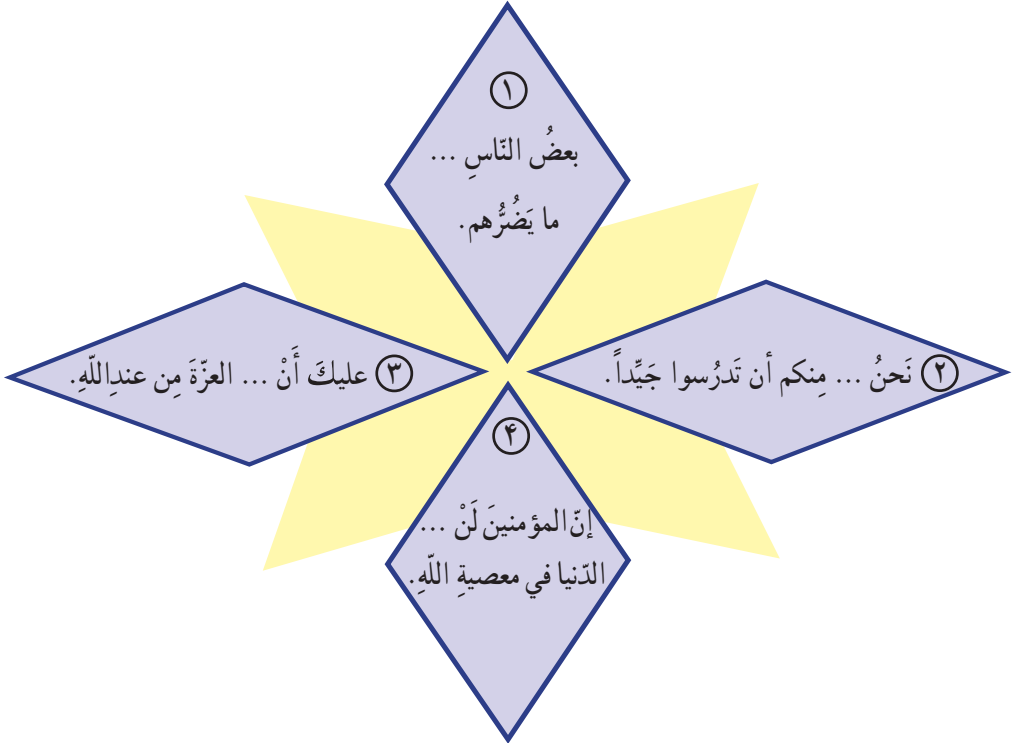 ١
بعضُ النّاسِ ...
ما يَضُرُّهم.
٢ نَحنُ ... مِنكم أن تَدرُسوا جَيِّداً.
٣ عليكَ أَنْ ... العزّةَ مِن عندِاللّهِ.
۴
إنّ المؤمنينَ لَنْ ...
الدّنيا في معصيةِ اللّهِ.